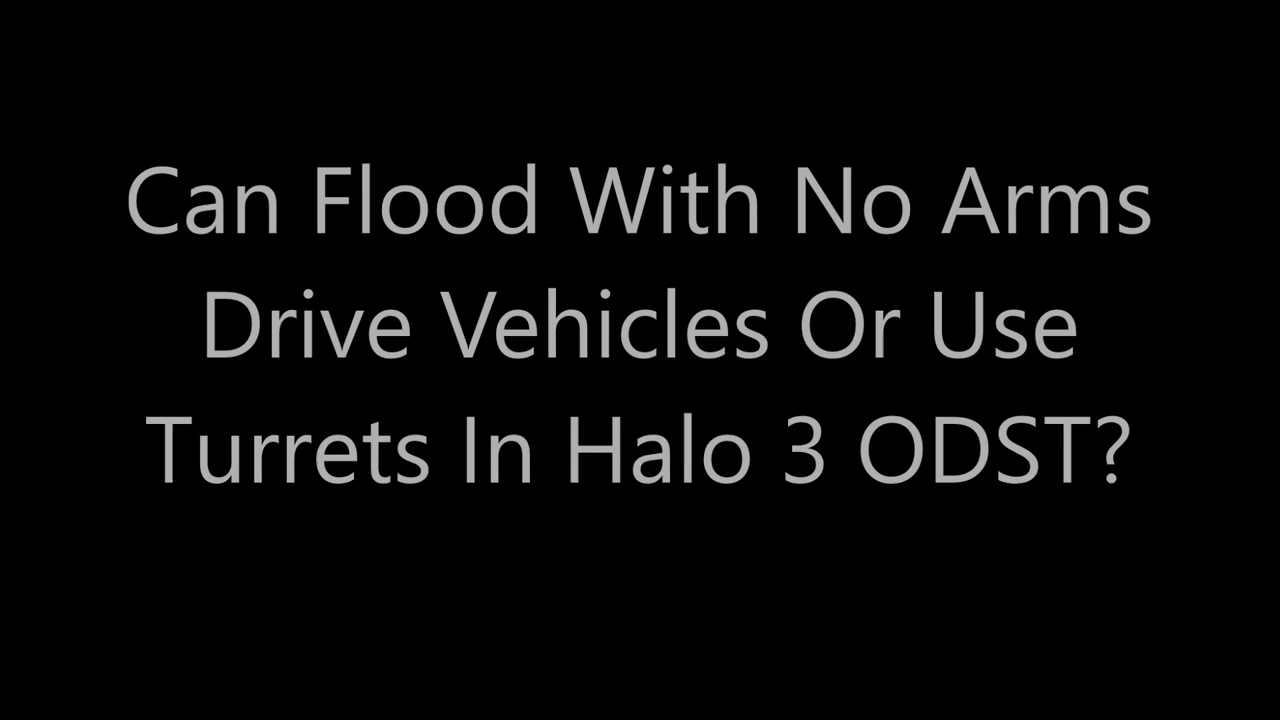 Can Flood With No Arms
Drive Vehicles Or Use
Turrets In Halo 3 ODST?